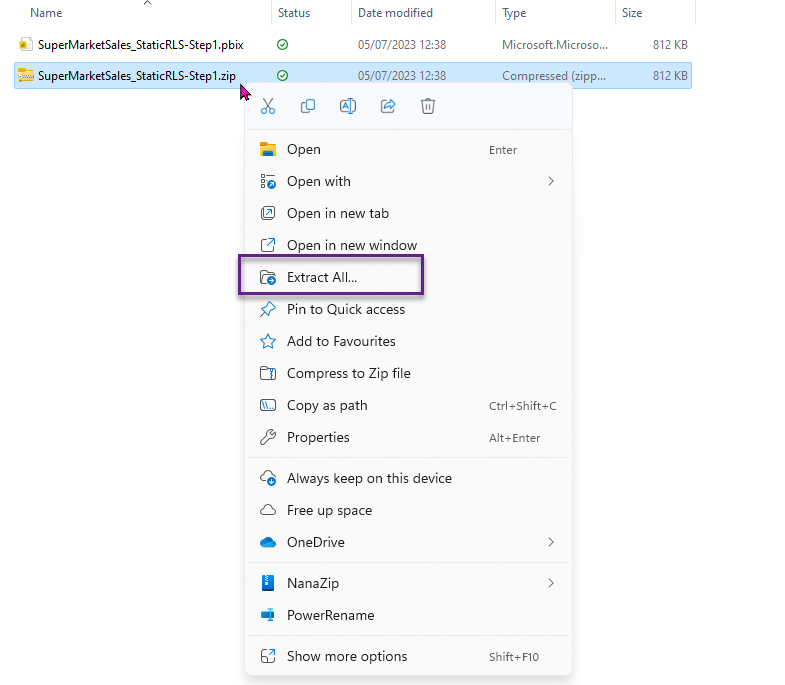 Name Status Date modified Type Size
SuperMarketSales_StaticRLS-Step1.pbix 05/07/2023 12:38 Microsoft.Microso... 812 KB
SuperMarketSales_StaticRLS-Step1.zip 05/07/2023 12:38 Compressed (zipp... 812 KB
Open Enter
Open with
Open in new tab
Open in new window
Extract All...
Pin to Quick access
Add to Favourites
Compress to Zip file
Copy as path Ctrl+Shift+C
Properties Alt+Enter
Always keep on this device
Free up space
OneDrive
NanaZip
PowerRename
Show more options Shift+F10